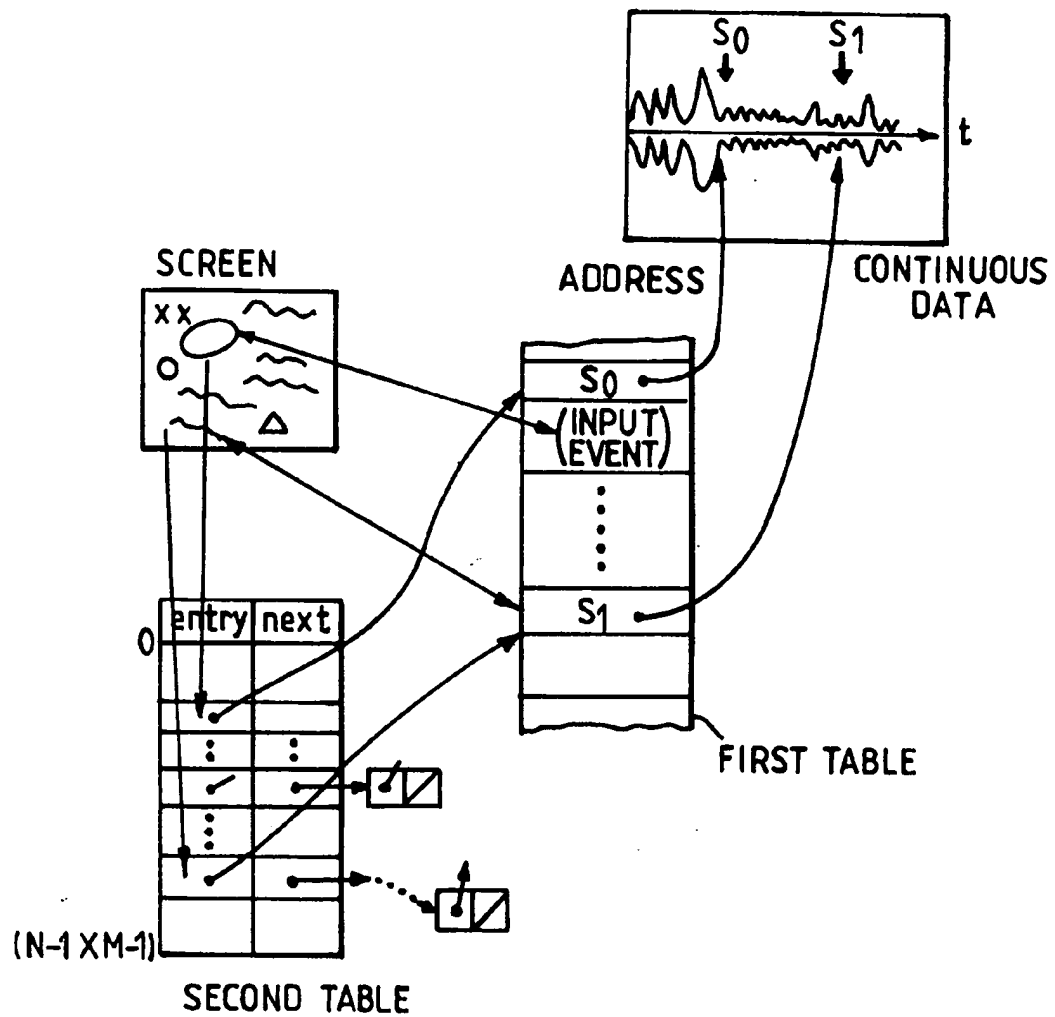 S0 S1
t
SCREEN
ADDRESS
CONTINUOUS
DATA
X X
S0
(INPUT
EVENT)
S1
entry next
0
FIRST TABLE
(N-1 X M-1)
SECOND TABLE